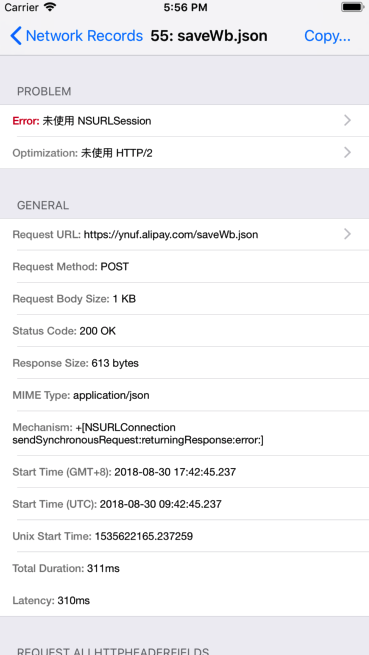 Carrier 5:56 PM
Network Records 55: saveWb.json Copy...
PROBLEM
Error: 未使用 NSURLSession
Optimization: 未使用 HTTP/2
GENERAL
Request URL: https://ynuf.alipay.com/saveWb.json
Request Method: POST
Request Body Size: 1 KB
Status Code: 200 OK
Response Size: 613 bytes
MIME Type: application/json
Mechanism: +[NSURLConnection
sendSynchronousRequest:returningResponse:error:]
Start Time (GMT+8): 2018-08-30 17:42:45.237
Start Time (UTC): 2018-08-30 09:42:45.237
Unix Start Time: 1535622165.237259
Total Duration: 311ms
Latency: 310ms
REQUEST ALLHTTPHEADERFIELDS